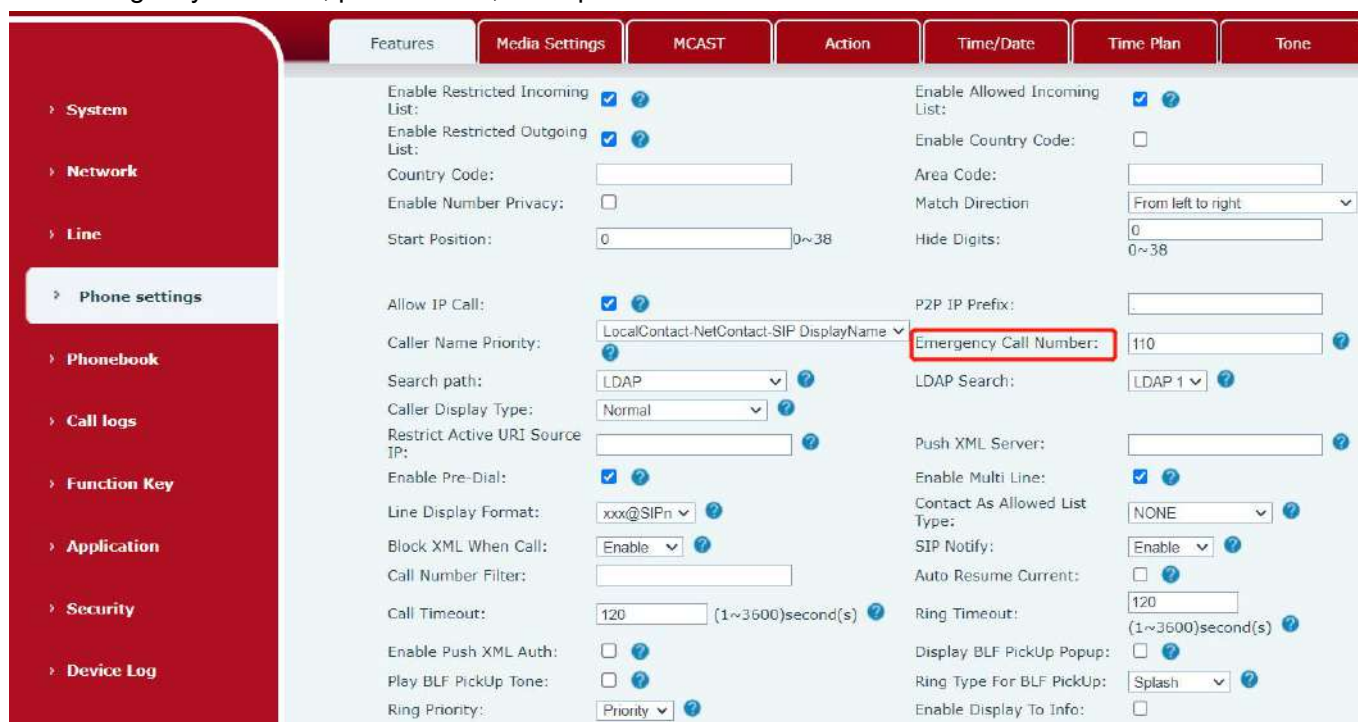 Features Media Settings MCAST Action Time/Date Time Plan Tone
› System
› Network
› Line
› Phone settings
› Phonebook
› Call logs
› Function Key
› Application
› Security
› Device Log
Enable Restricted Incoming List: Enable Allowed Incoming List:
Enable Restricted Outgoing List: Enable Country Code:
Country Code: Area Code:
Enable Number Privacy: Match Direction From left to right
Start Position: 0 0~38 Hide Digits: 0 0~38
Allow IP Call: P2P IP Prefix: .
Caller Name Priority: LocalContact-NetContact-SIP DisplayName Emergency Call Number: 110
Search path: LDAP LDAP Search: LDAP 1
Caller Display Type: Normal
Restrict Active URI Source IP: Push XML Server:
Enable Pre-Dial: Enable Multi Line:
Line Display Format: xxx@SIPn Contact As Allowed List Type: NONE
Block XML When Call: Enable SIP Notify: Enable
Call Number Filter: Auto Resume Current:
Call Timeout: 120 (1~3600)second(s) Ring Timeout: 120 (1~3600)second(s)
Enable Push XML Auth: Display BLF PickUp Popup:
Play BLF PickUp Tone: Ring Type For BLF PickUp: Splash
Ring Priority: Priority Enable Display To Info: